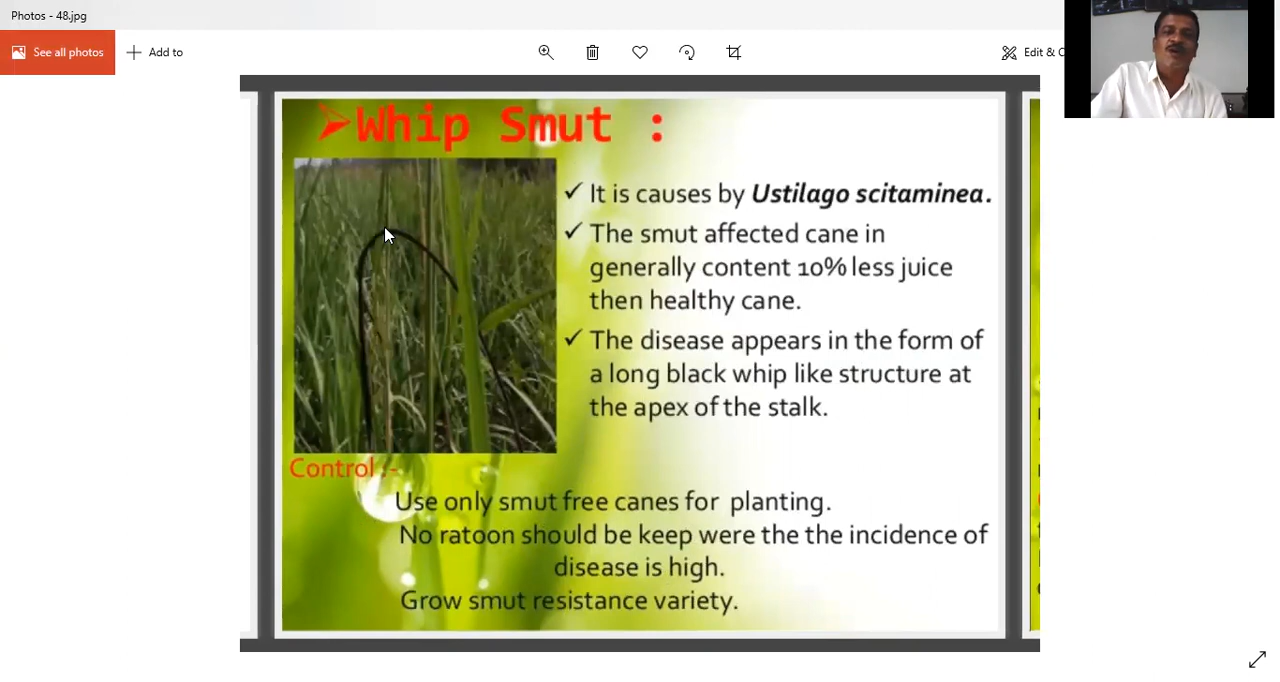 Photos - 48.jpg
See all photos
Add to
Edit & C
➢Whip Smut :
✓ It is causes by Ustilago scitaminea.
✓ The smut affected cane in
generally content 10% less juice
then healthy cane.
✓ The disease appears in the form of
a long black whip like structure at
the apex of the stalk.
Control :-
Use only smut free canes for planting.
No ratoon should be keep were the the incidence of
disease is high.
Grow smut resistance variety.